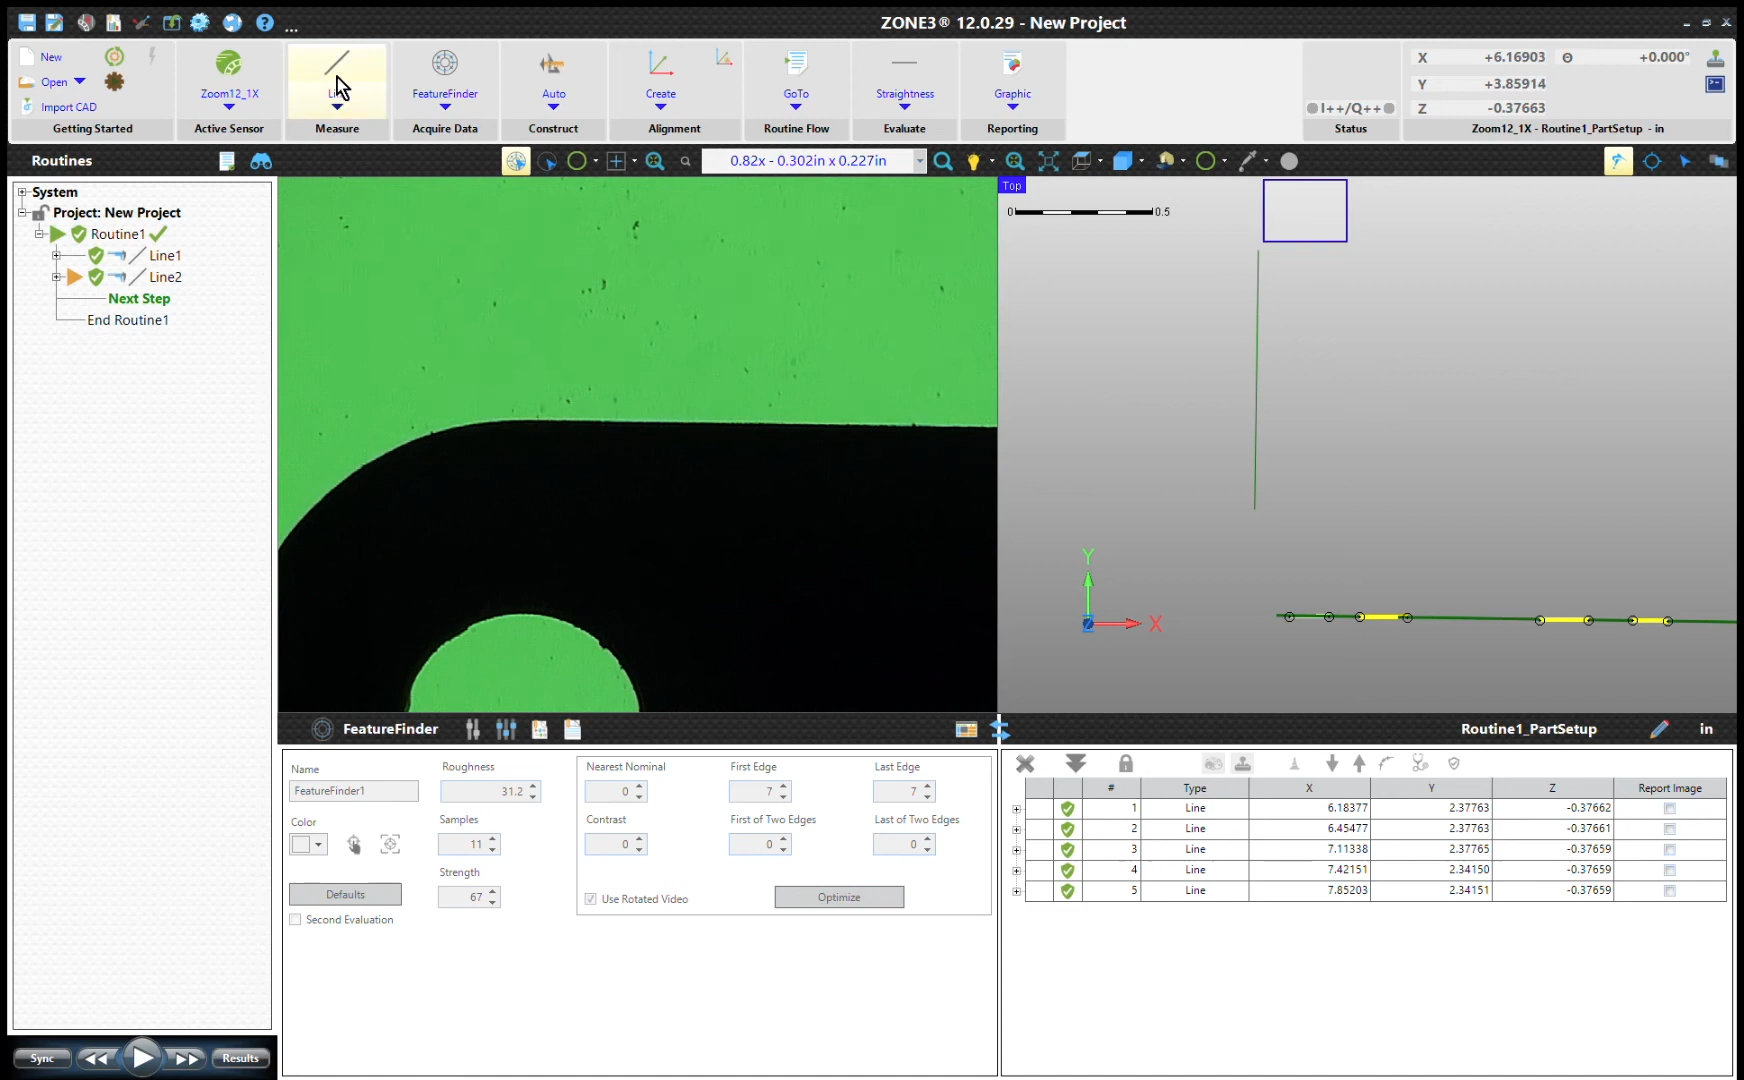 ZONE3® 12.0.29 - New Project
New
Open
Import CAD
Getting Started
Zoom12_1X
Active Sensor
Measure
FeatureFinder
Acquire Data
Auto
Construct
Create
Alignment
GoTo
Routine Flow
Straightness
Evaluate
Graphic
Reporting
I++/Q++
Status
X +6.16903 Θ +0.000°
Y +3.85914
Z -0.37663
Zoom12_1X - Routine1_PartSetup - in
Routines
0.82x - 0.302in x 0.227in
System
Project: New Project
Routine1
Line1
Line2
Next Step
End Routine1
Top
0 0.5
Y
Z X
FeatureFinder
Routine1_PartSetup in
Name
FeatureFinder1
Color
Defaults
Second Evaluation
Roughness
31.2
Samples
11
Strength
67
Nearest Nominal
0
Contrast
0
First Edge
7
First of Two Edges
0
Last Edge
7
Last of Two Edges
0
Use Rotated Video
Optimize
# Type X Y Z Report Image
1 Line 6.18377 2.37763 -0.37662
2 Line 6.45477 2.37763 -0.37661
3 Line 7.11338 2.37765 -0.37659
4 Line 7.42151 2.34150 -0.37659
5 Line 7.85203 2.34151 -0.37659
Sync
Results